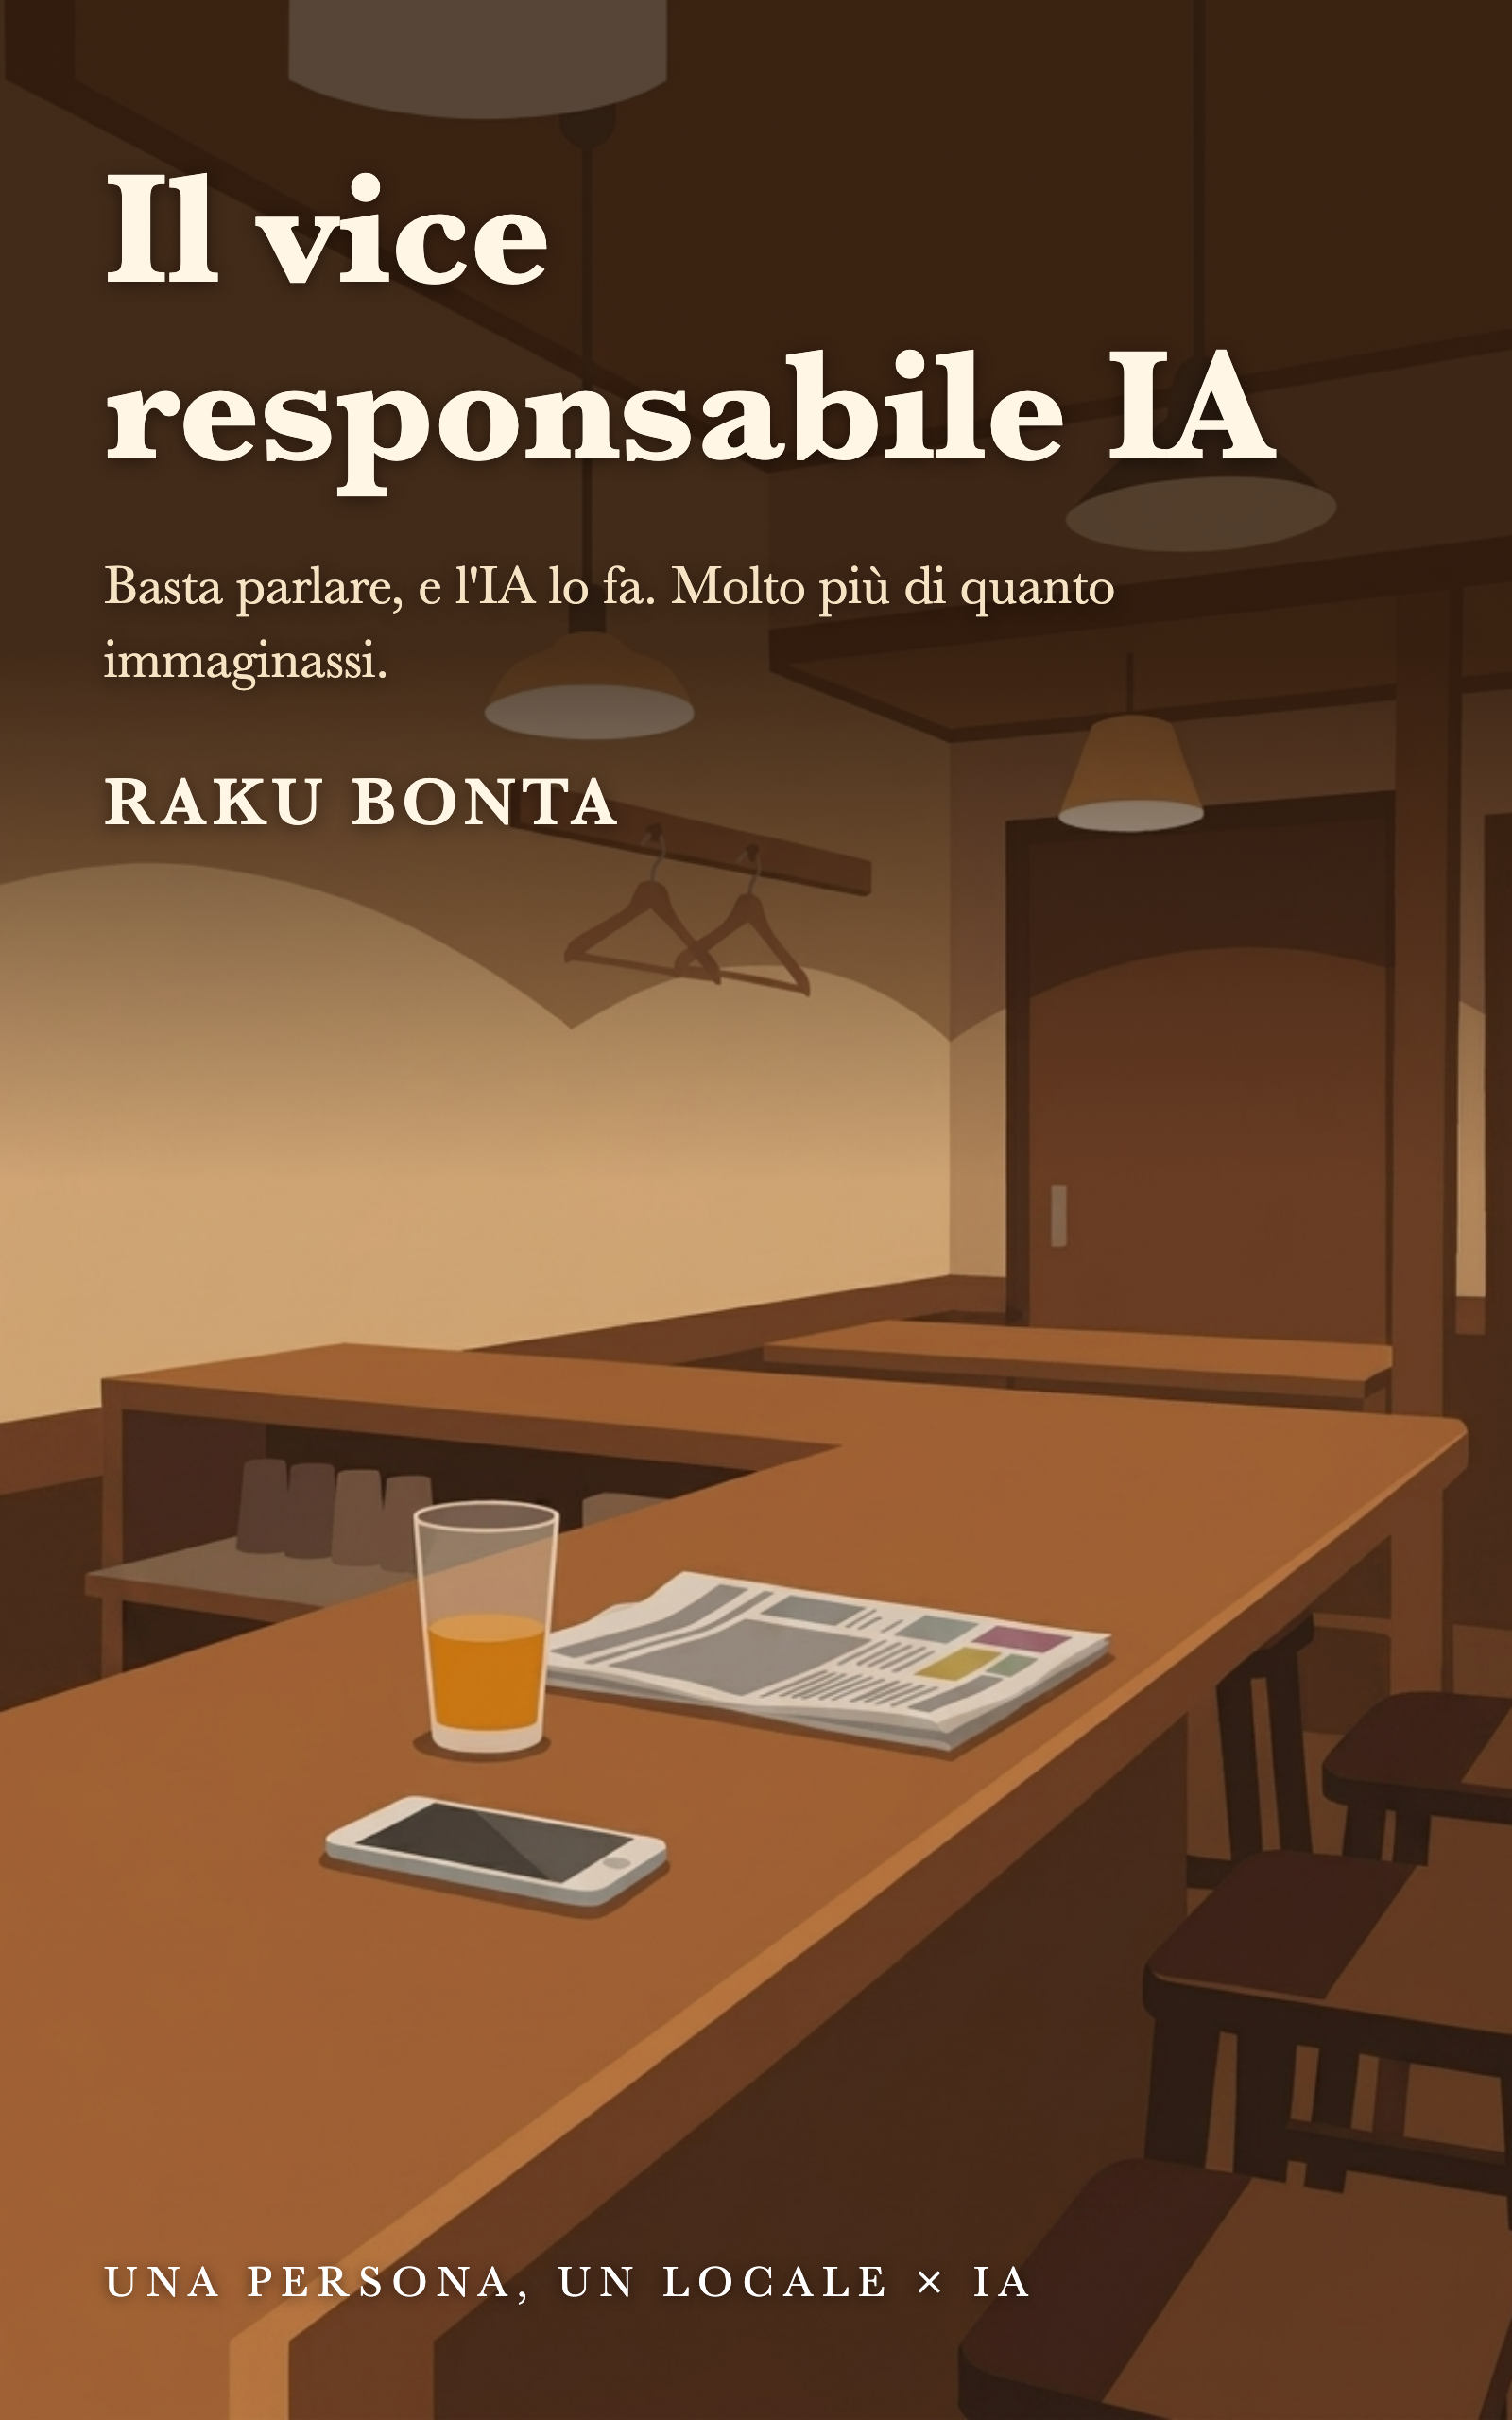 Il vice
responsabile IA
Basta parlare, e l'IA lo fa. Molto più di quanto
immaginassi.
RAKU BONTA
UNA PERSONA, UN LOCALE × IA